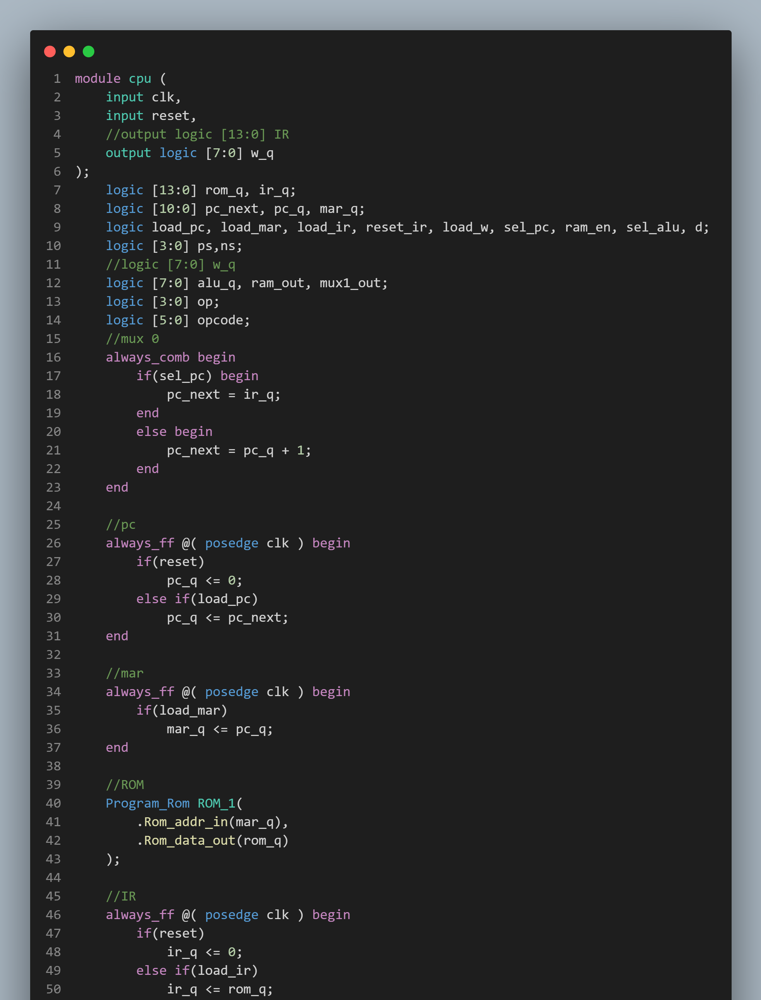 1 module cpu (
2     input clk,
3     input reset,
4     //output logic [13:0] IR
5     output logic [7:0] w_q
6 );
7     logic [13:0] rom_q, ir_q;
8     logic [10:0] pc_next, pc_q, mar_q;
9     logic load_pc, load_mar, load_ir, reset_ir, load_w, sel_pc, ram_en, sel_alu, d;
10     logic [3:0] ps,ns;
11     //logic [7:0] w_q
12     logic [7:0] alu_q, ram_out, mux1_out;
13     logic [3:0] op;
14     logic [5:0] opcode;
15     //mux 0
16     always_comb begin
17         if(sel_pc) begin
18             pc_next = ir_q;
19         end
20         else begin
21             pc_next = pc_q + 1;
22         end
23     end
24
25     //pc
26     always_ff @( posedge clk ) begin
27         if(reset)
28             pc_q <= 0;
29         else if(load_pc)
30             pc_q <= pc_next;
31     end
32
33     //mar
34     always_ff @( posedge clk ) begin
35         if(load_mar)
36             mar_q <= pc_q;
37     end
38
39     //ROM
40     Program_Rom ROM_1(
41         .Rom_addr_in(mar_q),
42         .Rom_data_out(rom_q)
43     );
44
45     //IR
46     always_ff @( posedge clk ) begin
47         if(reset)
48             ir_q <= 0;
49         else if(load_ir)
50             ir_q <= rom_q;